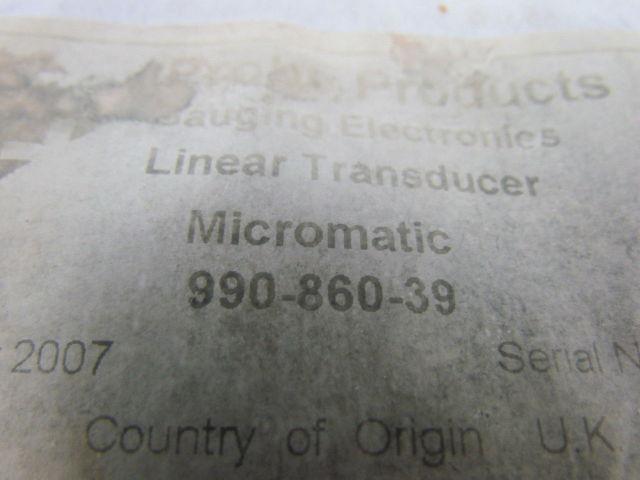 Products
Gauging Electronics
Linear Transducer
Micromatic
990-860-39
2007 Serial N
Country of Origin U.K.